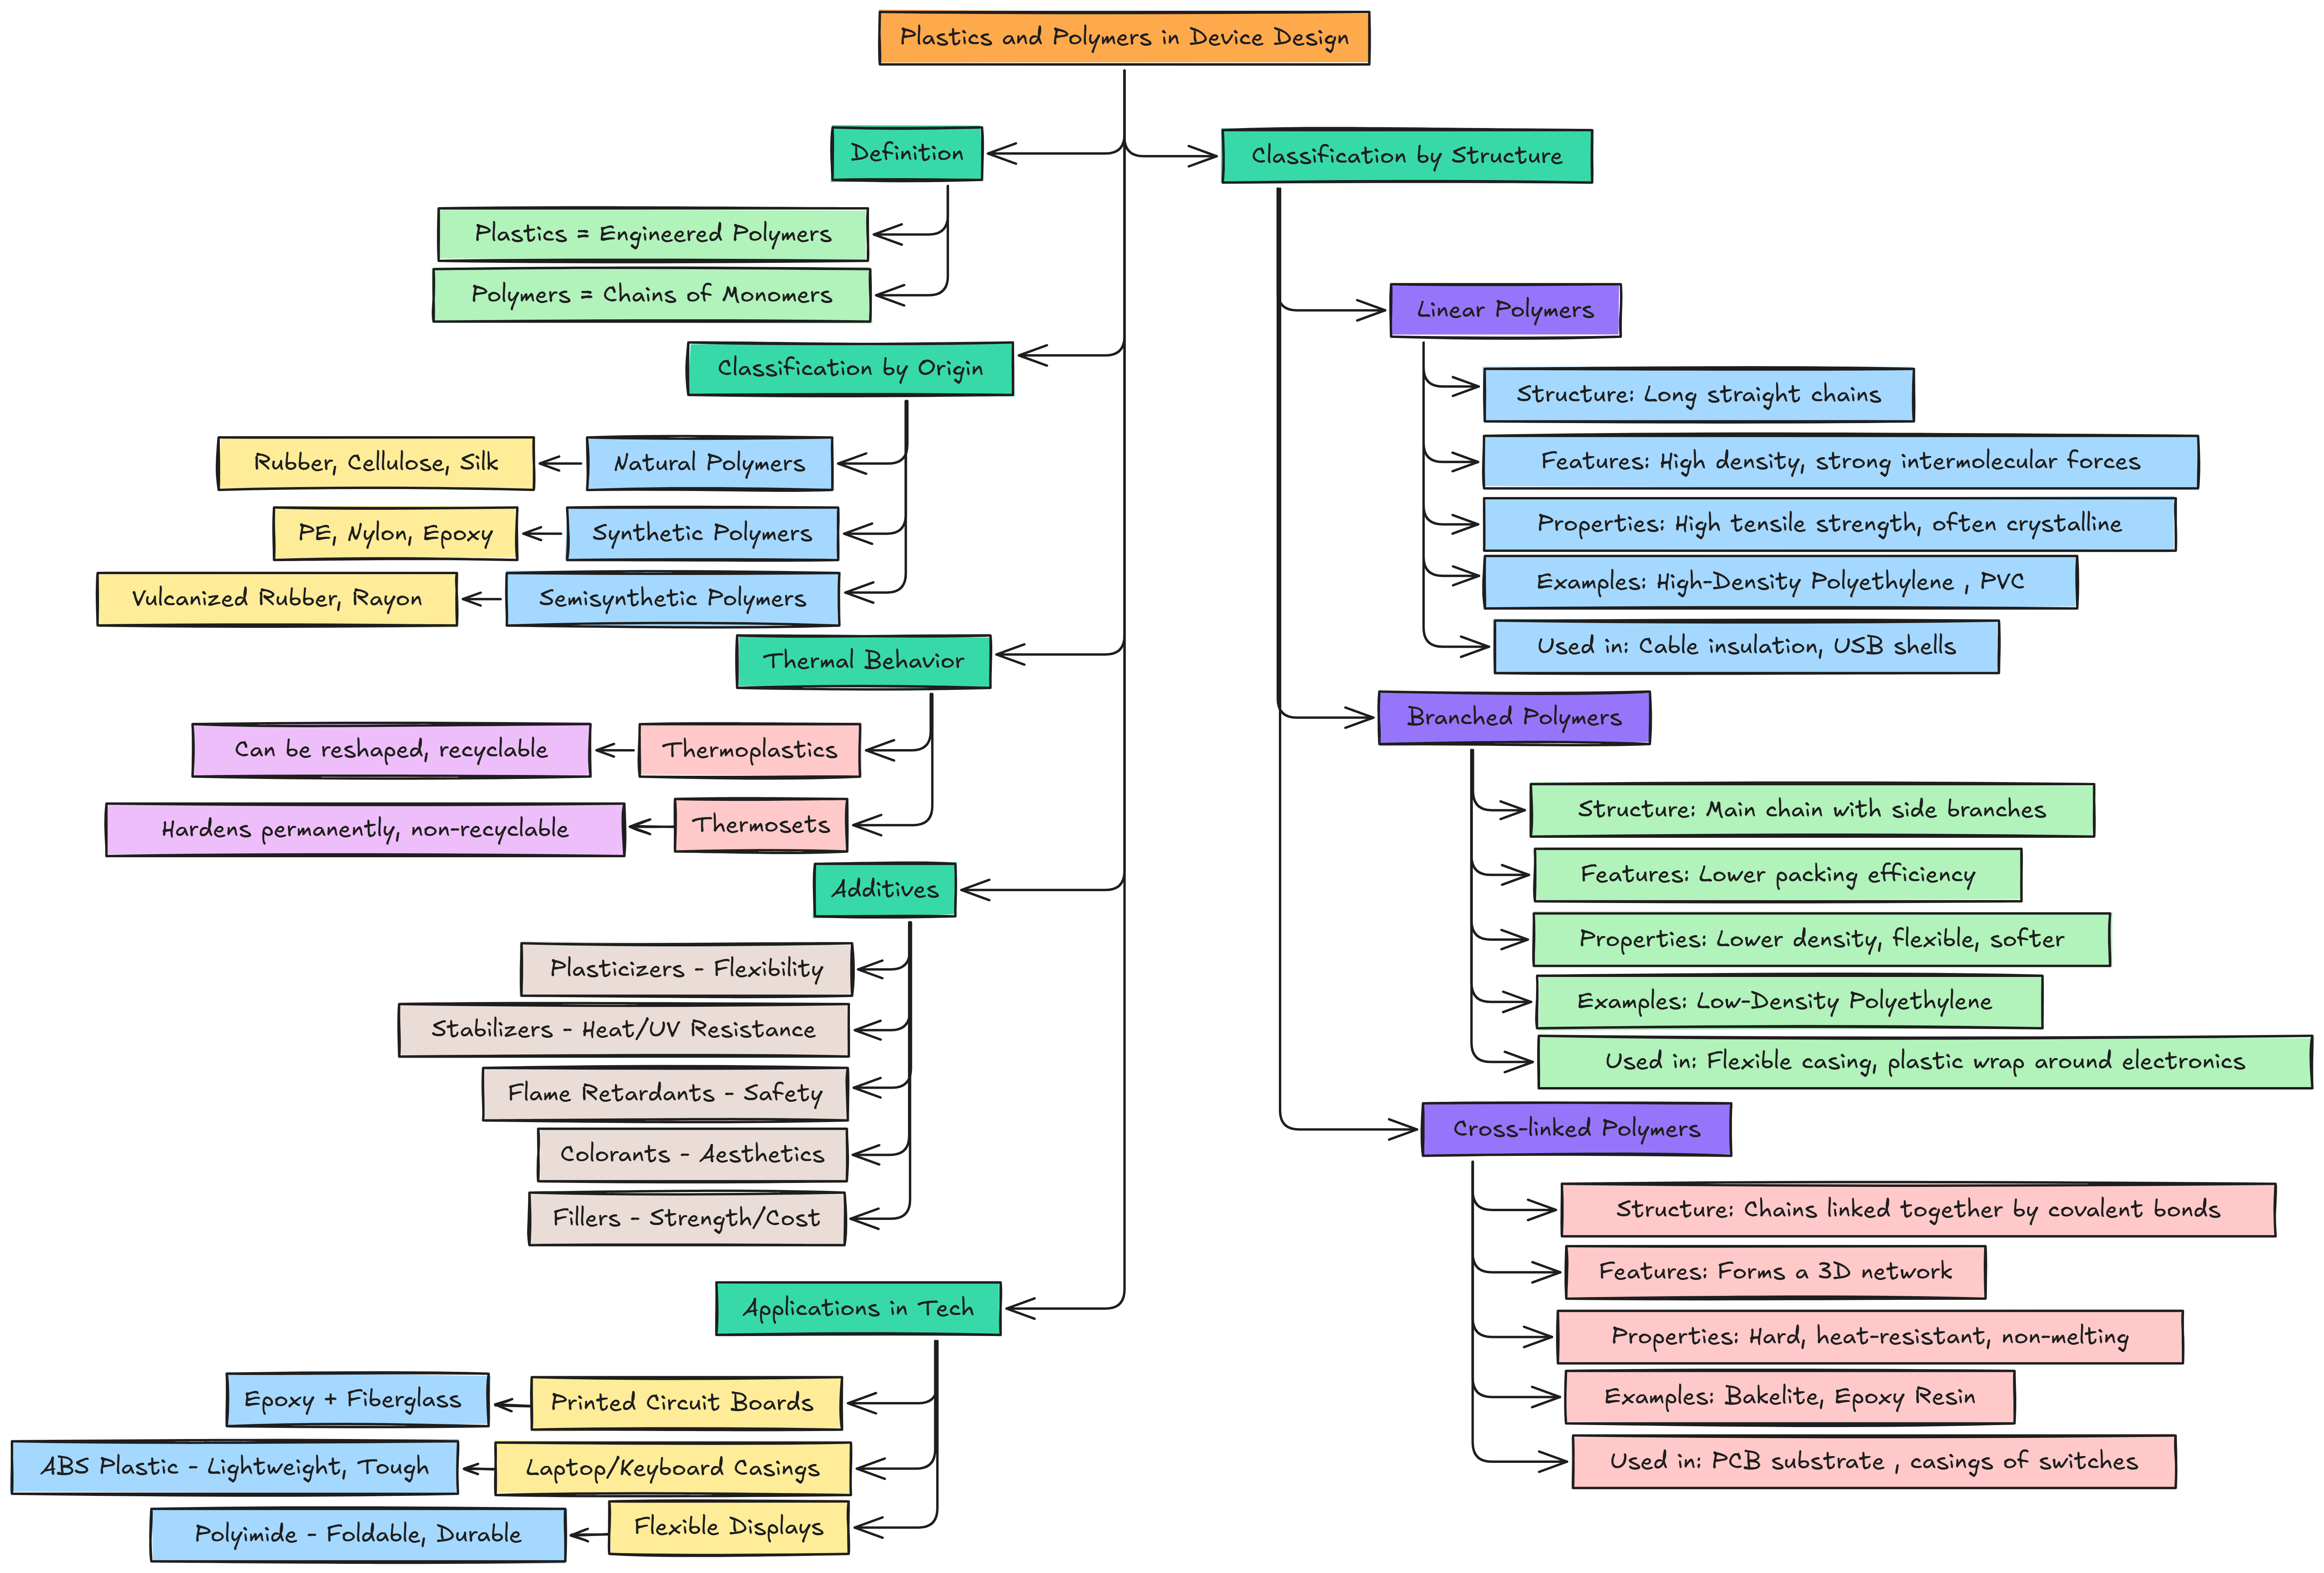 Plastics and Polymers in Device Design
Definition
Plastics = Engineered Polymers
Polymers = Chains of Monomers
Classification by Origin
Natural Polymers
Rubber, Cellulose, Silk
Synthetic Polymers
PE, Nylon, Epoxy
Semisynthetic Polymers
Vulcanized Rubber, Rayon
Thermal Behavior
Thermoplastics
Can be reshaped, recyclable
Thermosets
Hardens permanently, non-recyclable
Additives
Plasticizers - Flexibility
Stabilizers - Heat/UV Resistance
Flame Retardants - Safety
Colorants - Aesthetics
Fillers - Strength/Cost
Applications in Tech
Printed Circuit Boards
Epoxy + Fiberglass
Laptop/Keyboard Casings
ABS Plastic - Lightweight, Tough
Flexible Displays
Polyimide - Foldable, Durable
Classification by Structure
Linear Polymers
Structure: Long straight chains
Features: High density, strong intermolecular forces
Properties: High tensile strength, often crystalline
Examples: High-Density Polyethylene , PVC
Used in: Cable insulation, USB shells
Branched Polymers
Structure: Main chain with side branches
Features: Lower packing efficiency
Properties: Lower density, flexible, softer
Examples: Low-Density Polyethylene
Used in: Flexible casing, plastic wrap around electronics
Cross-linked Polymers
Structure: Chains linked together by covalent bonds
Features: Forms a 3D network
Properties: Hard, heat-resistant, non-melting
Examples: Bakelite, Epoxy Resin
Used in: PCB substrate , casings of switches